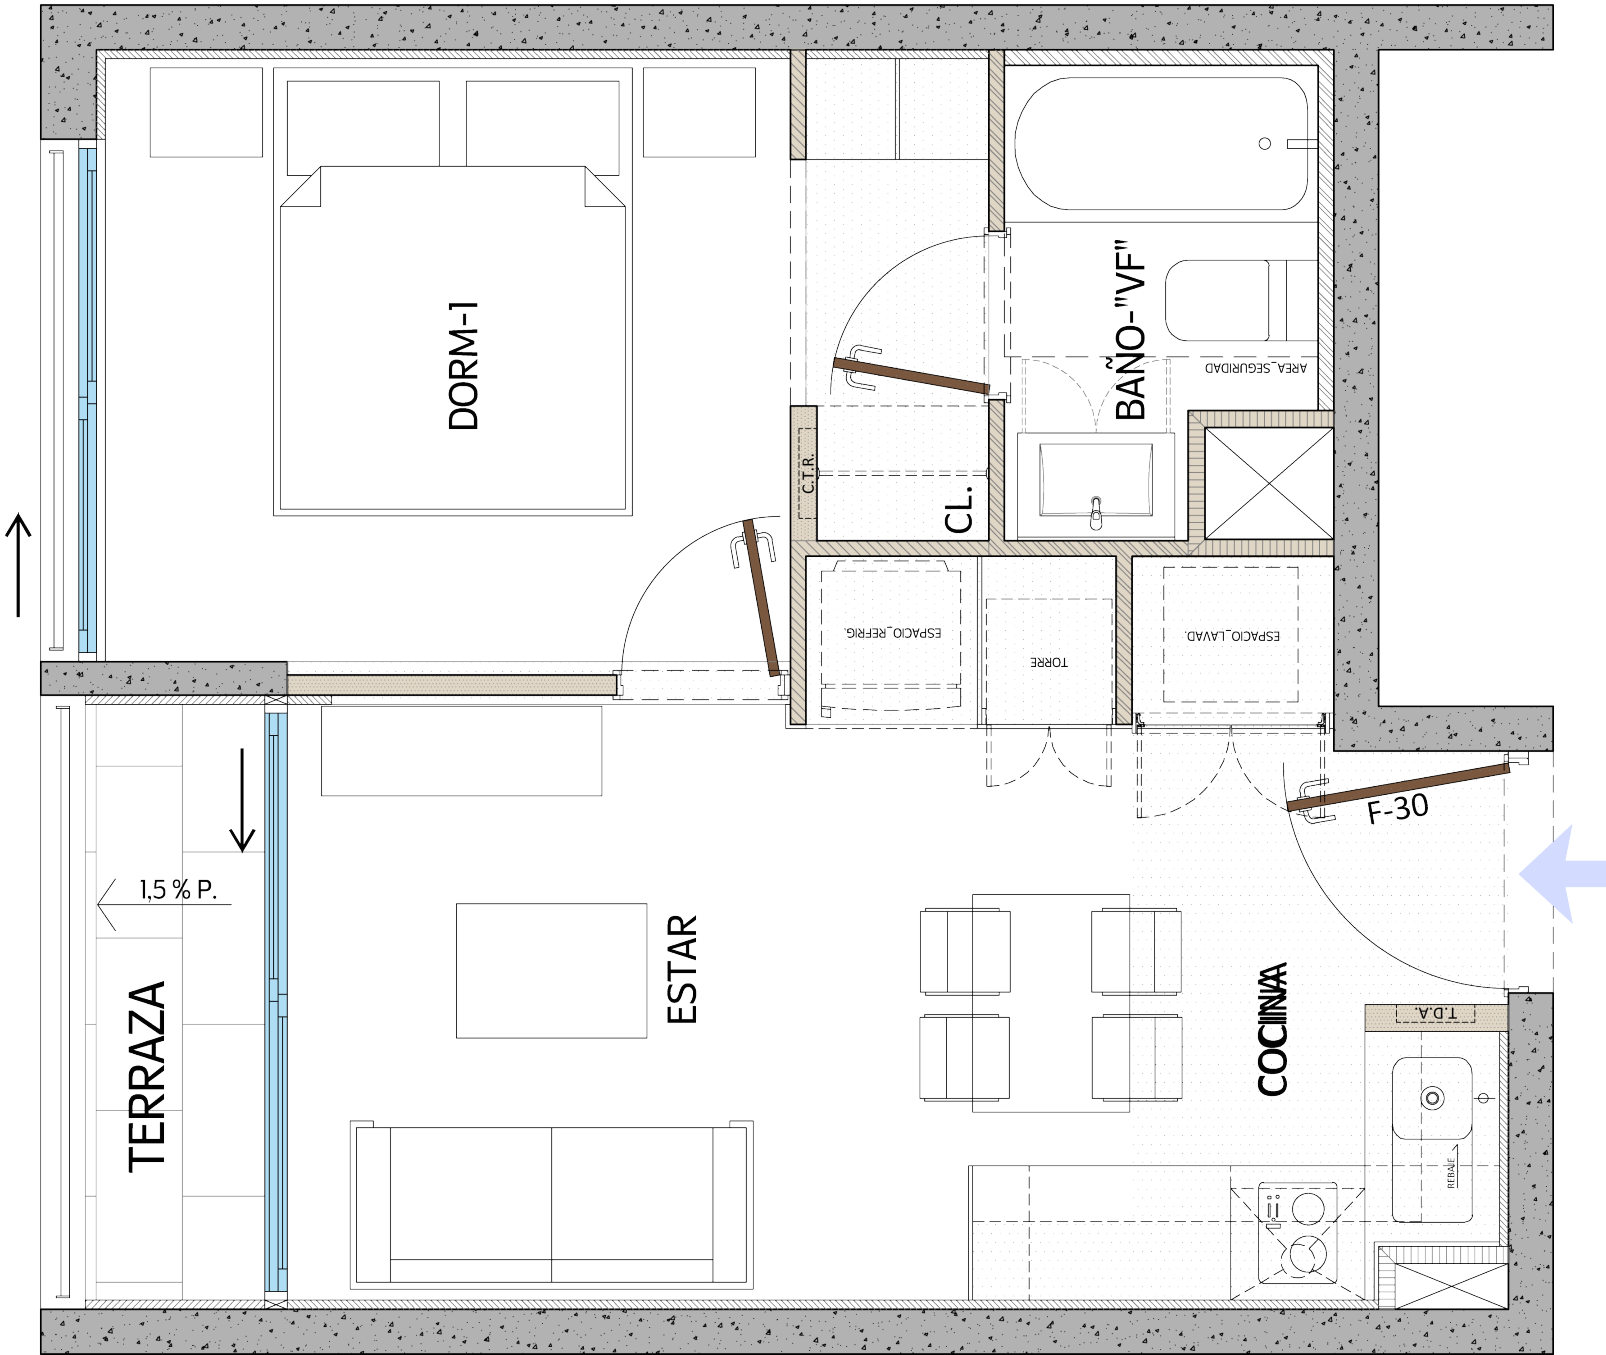 DORM-1
BAÑO-"VF"
AREA_SEGURIDAD
C.T.R.
CL.
ESPACIO_REFRIG.
TORRE
ESPACIO_LAVAD.
F-30
1,5 % P.
TERRAZA
ESTAR
COCINA
T.D.A.
REBAJE